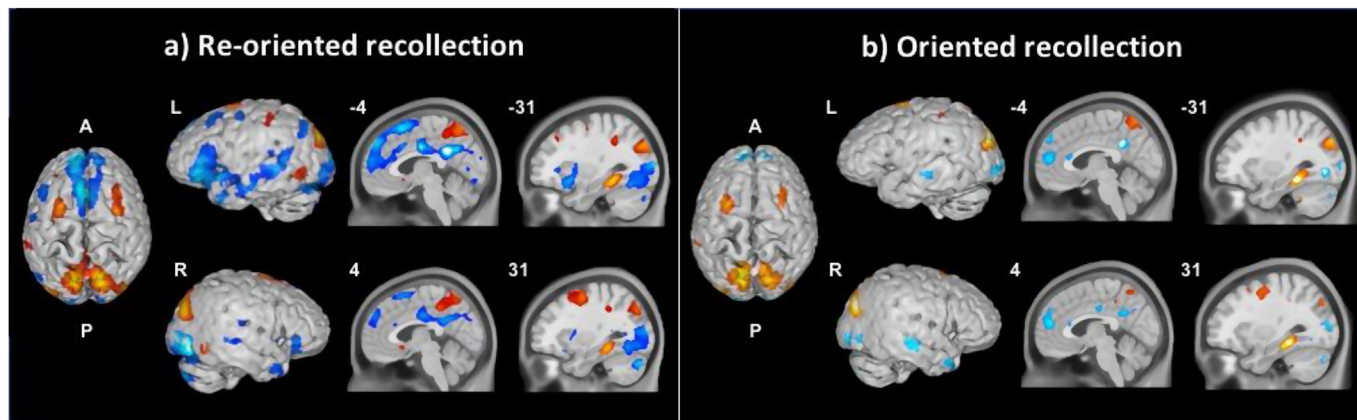 a) Re-oriented recollection
L
-4
-31
A
R
4
31
P
b) Oriented recollection
L
-4
-31
A
R
4
31
P